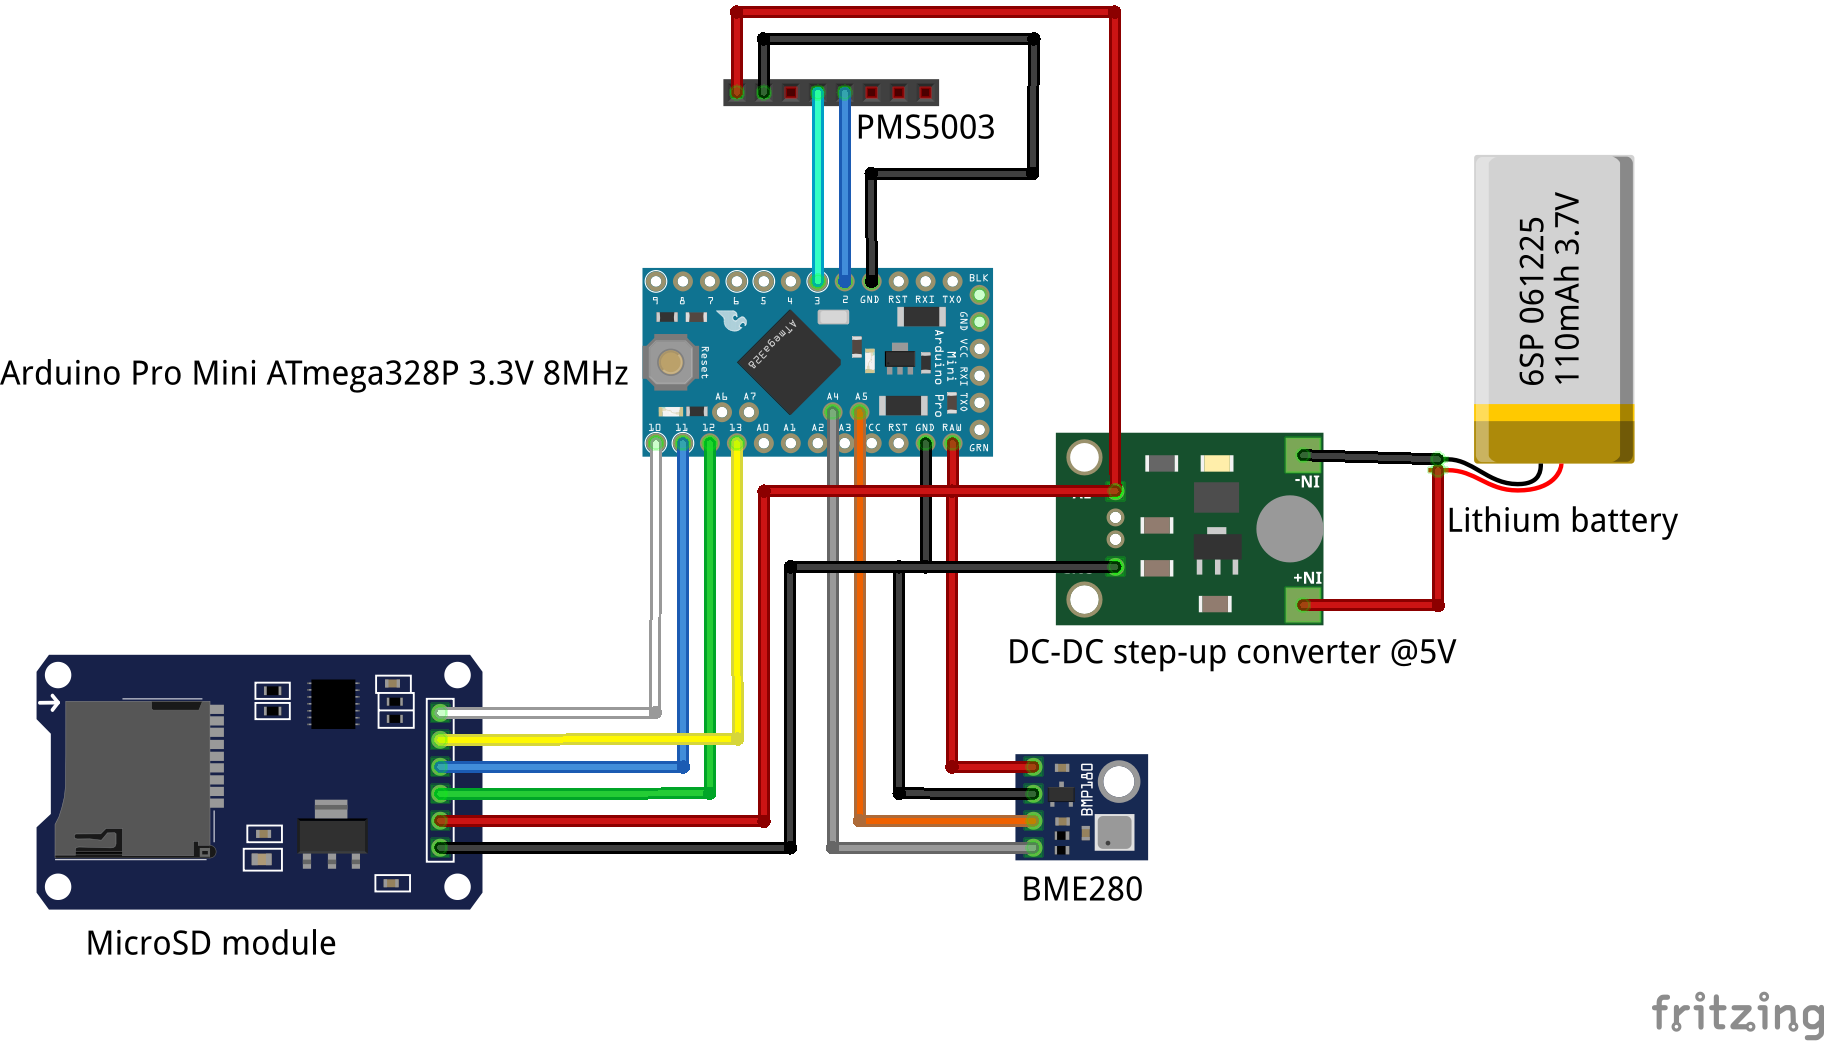 PMS5003
6SP 061225
110mAh 3.7V
BLK
9 8 7 6 5 4 3 2 GND RST RXI TXO
GND VCC RXI TXO
Arduino Pro Mini ATmega328P 3.3V 8MHz
Reset
ATmega328
Arduino Pro
Mini
A6 A7 A4 A5
10 11 12 13 A0 A1 A2 A3 RST GND RAW
GRN
-NI
+NI
Lithium battery
DC-DC step-up converter @5V
BMP180
BME280
MicroSD module
fritzing